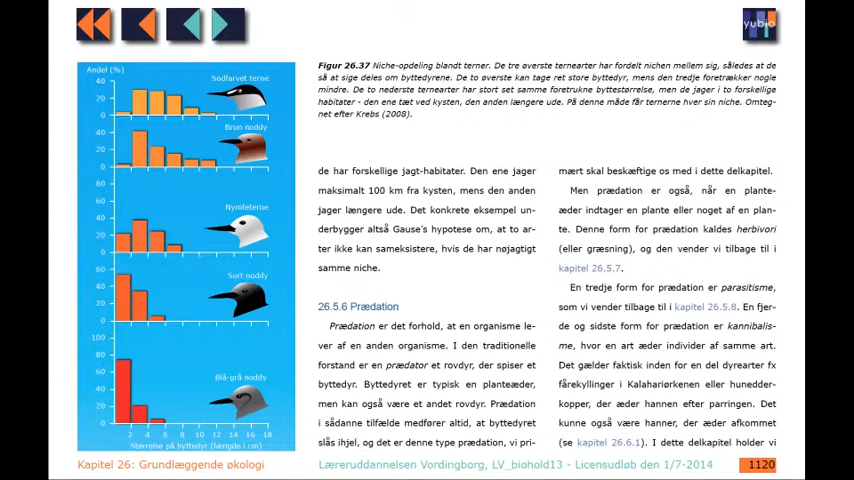 yubio
Figur 26.37 Niche-opdeling blandt terner. De tre øverste ternearter har fordelt nichen mellem sig, således at de
så at sige deles om byttedyrene. De to øverste kan tage ret store byttedyr, mens den tredje foretrækker nogle
mindre. De to nederste ternearter har stort set samme foretrukne byttestørrelse, men de jager i to forskellige
habitater - den ene tæt ved kysten, den anden længere ude. På denne måde får ternerne hver sin niche. Omteg-
net efter Krebs (2008).
Andel (%)
40
20
0
Sodfarvet terne
40
20
0
Brun noddy
80
60
40
20
0
Nymfeterne
60
40
20
0
Sort noddy
100
80
60
40
20
0
Blå-grå noddy
2 4 6 8 10 12 14 16 18
Størrelse på byttedyr (længde i cm)
de har forskellige jagt-habitater. Den ene jager
maksimalt 100 km fra kysten, mens den anden
jager længere ude. Det konkrete eksempel un-
derbygger altså Gause's hypotese om, at to ar-
ter ikke kan sameksistere, hvis de har nøjagtigt
samme niche.
26.5.6 Prædation
Prædation er det forhold, at en organisme le-
ver af en anden organisme. I den traditionelle
forstand er en prædator et rovdyr, der spiser et
byttedyr. Byttedyret er typisk en planteæder,
men kan også være et andet rovdyr. Prædation
i sådanne tilfælde medfører altid, at byttedyret
slås ihjel, og det er denne type prædation, vi pri-
mært skal beskæftige os med i dette delkapitel.
Men prædation er også, når en plante-
æder indtager en plante eller noget af en plan-
te. Denne form for prædation kaldes herbivori
(eller græsning), og den vender vi tilbage til i
kapitel 26.5.7.
En tredje form for prædation er parasitisme,
som vi vender tilbage til i kapitel 26.5.8. En fjer-
de og sidste form for prædation er kannibalis-
me, hvor en art æder individer af samme art.
Det gælder faktisk inden for en del dyrearter fx
fårekyllinger i Kalahariørkenen eller hunedder-
kopper, der æder hannen efter parringen. Det
kunne også være hanner, der æder afkommet
(se kapitel 26.6.1). I dette delkapitel holder vi
Kapitel 26: Grundlæggende økologi
Læreruddannelsen Vordingborg, LV_biohold13 - Licensudløb den 1/7-2014
1120